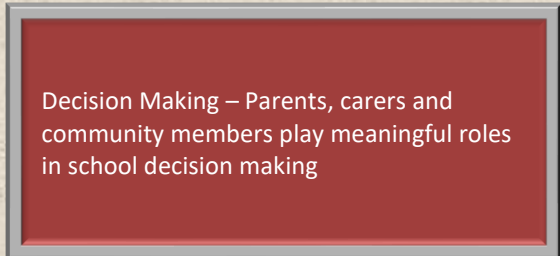 Decision Making – Parents, carers and
community members play meaningful roles
in school decision making